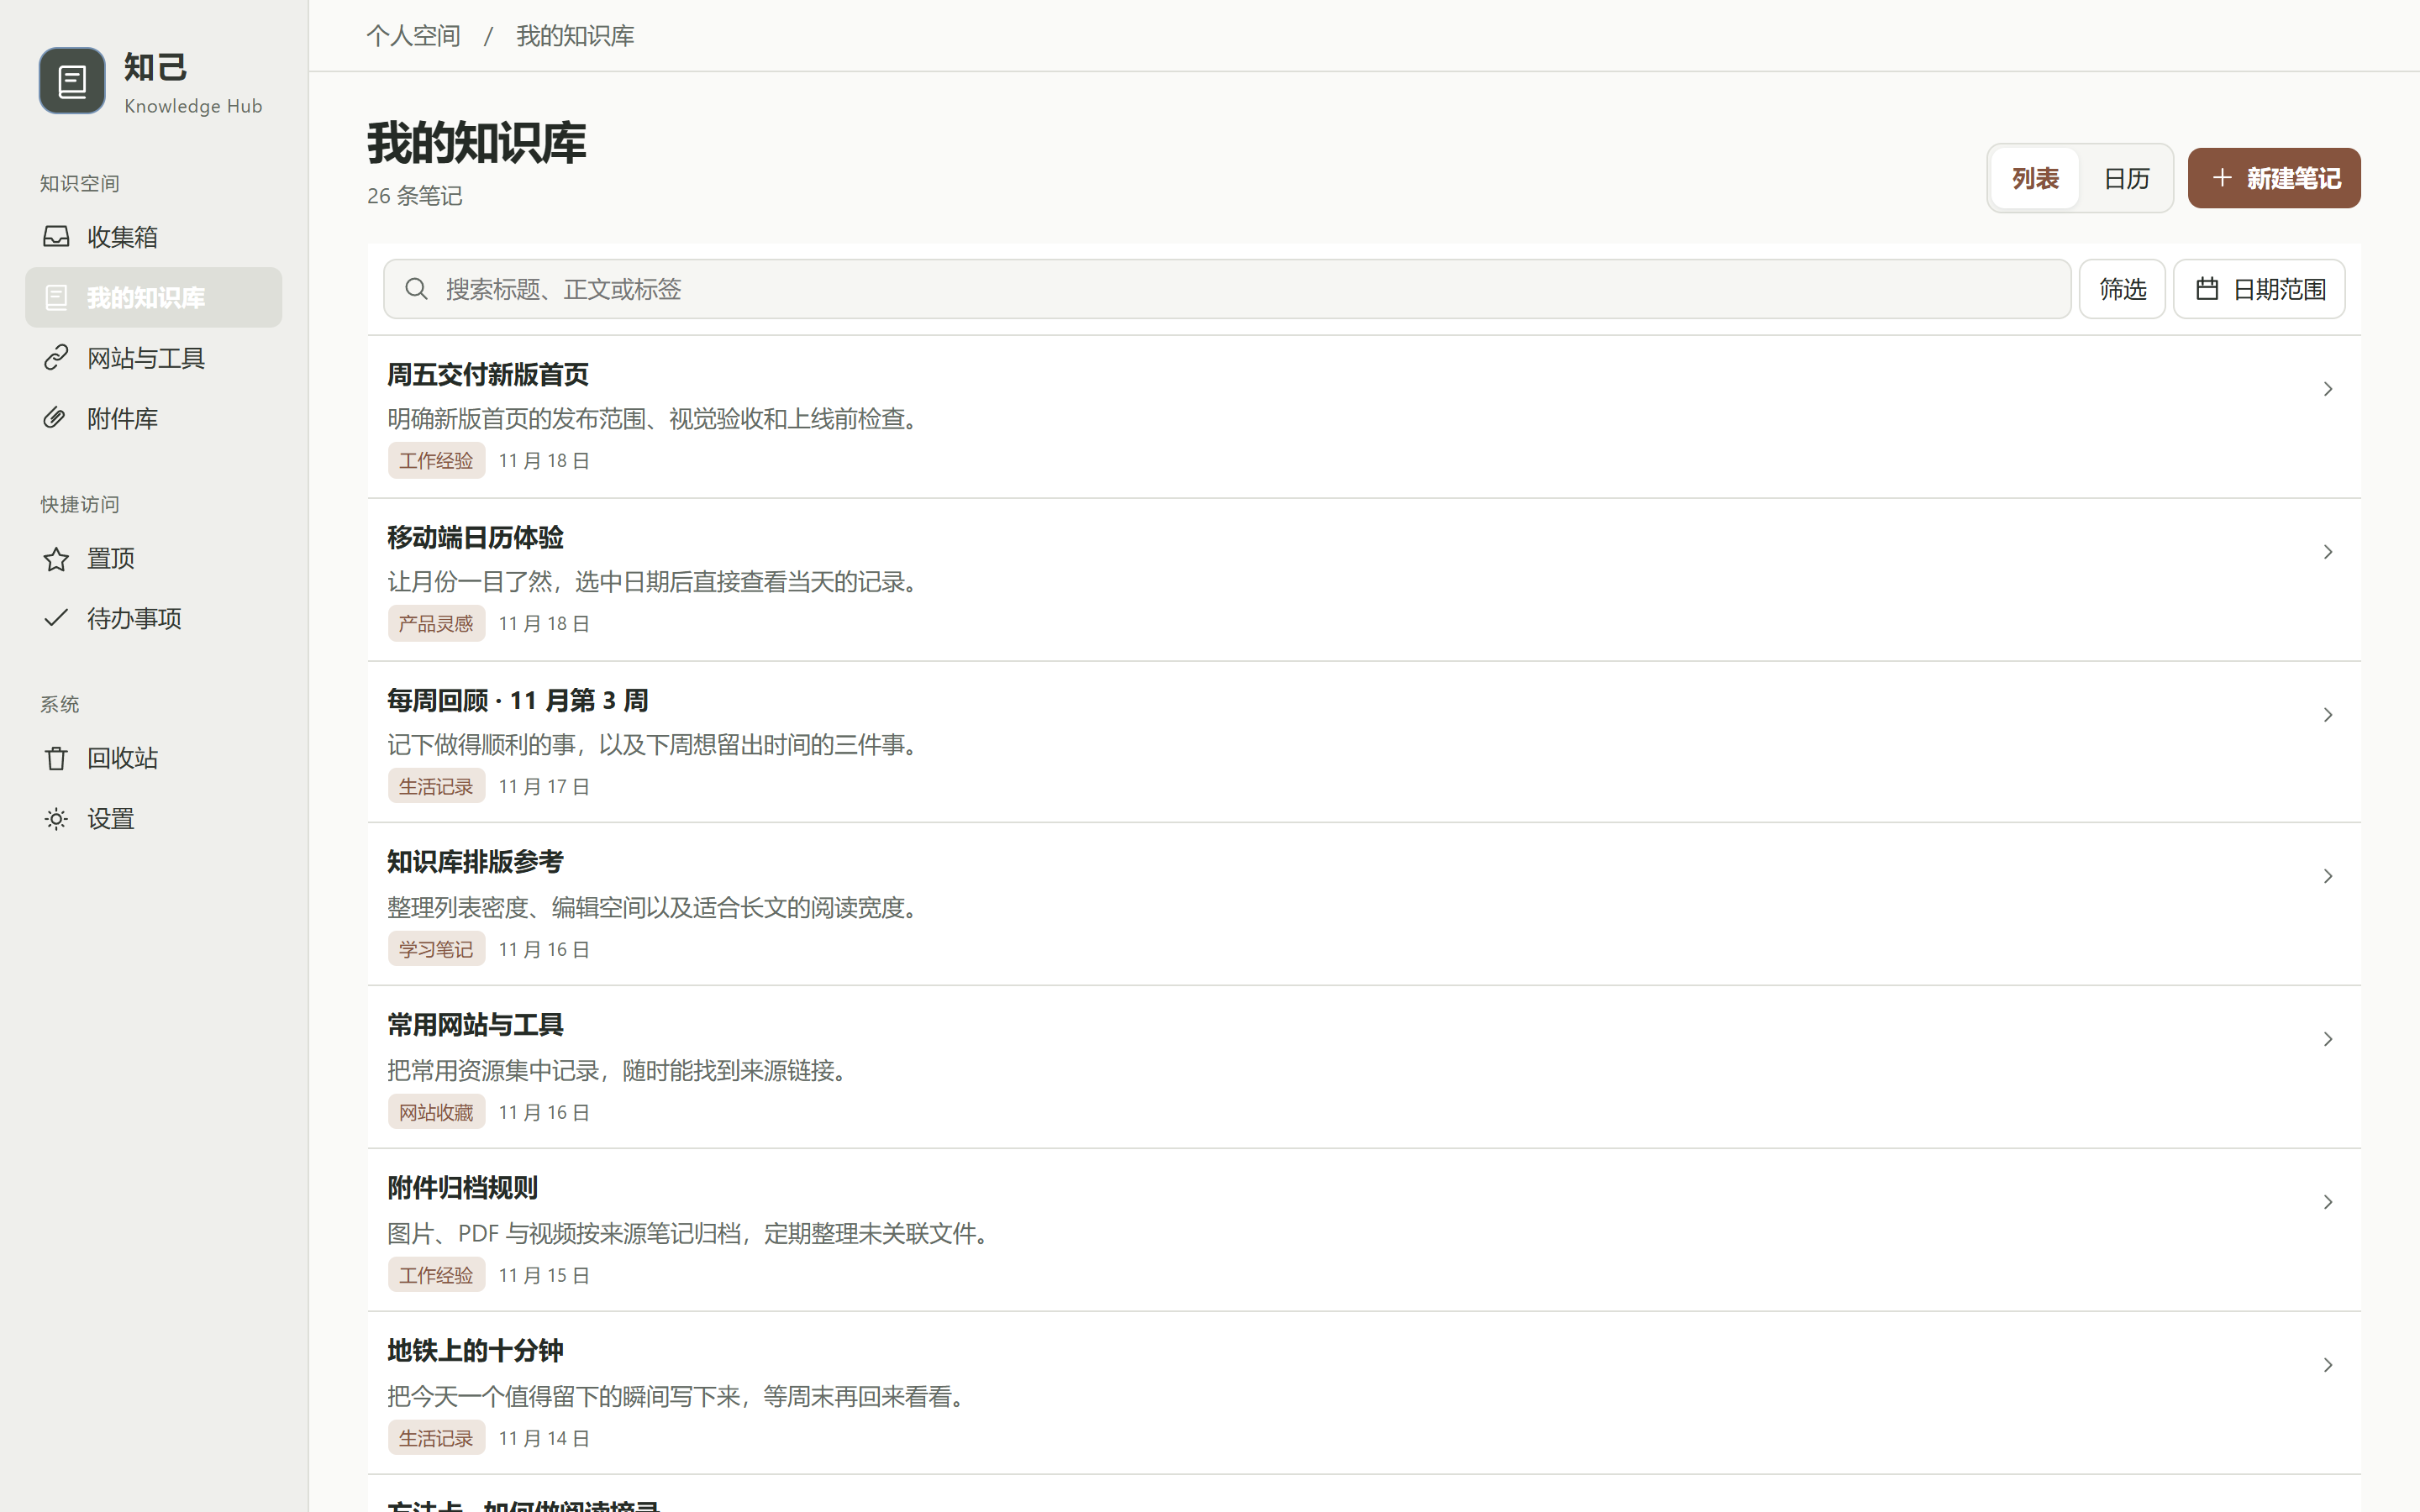 知己
Knowledge Hub
知识空间
收集箱
我的知识库
网站与工具
附件库
快捷访问
置顶
待办事项
系统
回收站
设置
个人空间 / 我的知识库
我的知识库
26 条笔记
列表
日历
新建笔记
搜索标题、正文或标签
筛选
日期范围
周五交付新版首页
明确新版首页的发布范围、视觉验收和上线前检查。
工作经验 11 月 18 日
移动端日历体验
让月份一目了然，选中日期后直接查看当天的记录。
产品灵感 11 月 18 日
每周回顾 · 11 月第 3 周
记下做得顺利的事，以及下周想留出时间的三件事。
生活记录 11 月 17 日
知识库排版参考
整理列表密度、编辑空间以及适合长文的阅读宽度。
学习笔记 11 月 16 日
常用网站与工具
把常用资源集中记录，随时能找到来源链接。
网站收藏 11 月 16 日
附件归档规则
图片、PDF 与视频按来源笔记归档，定期整理未关联文件。
工作经验 11 月 15 日
地铁上的十分钟
把今天一个值得留下的瞬间写下来，等周末再回来看看。
生活记录 11 月 14 日